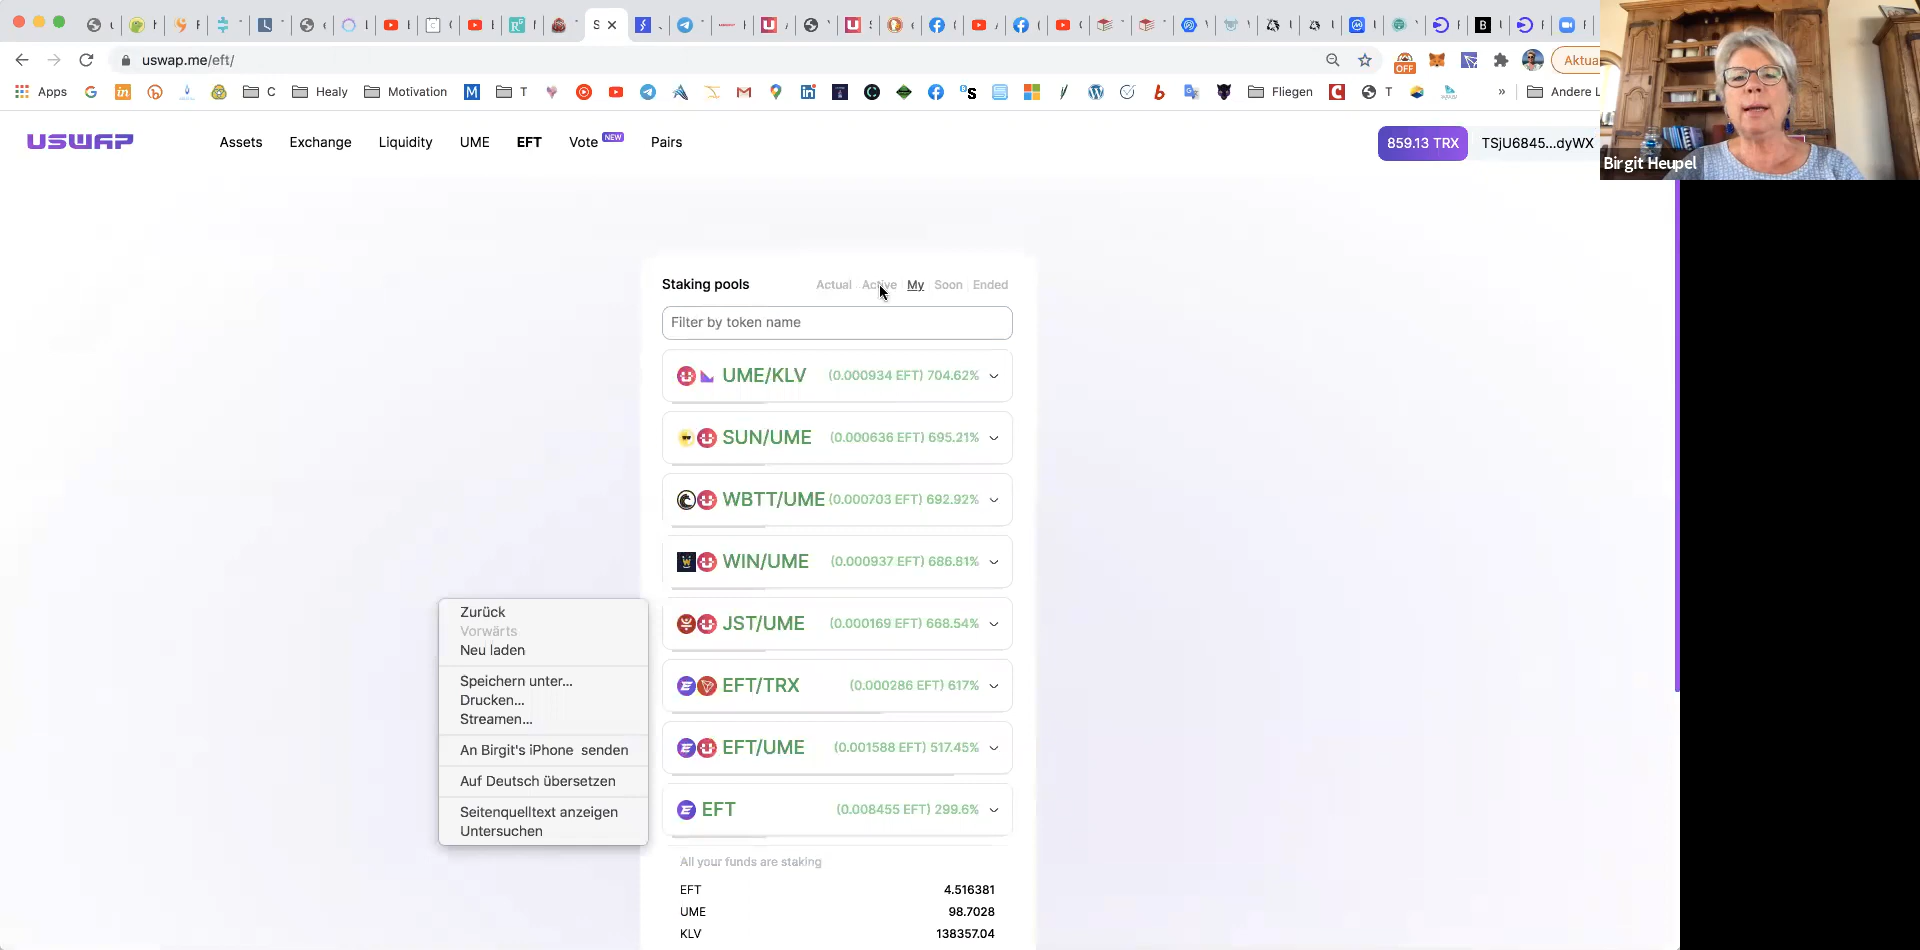 uswap.me/eft/
OFF
Aktua
Apps
C
Healy
Motivation
T
Fliegen
T
»
Andere L
USWAP
Assets
Exchange
Liquidity
UME
EFT
Vote NEW
Pairs
859.13 TRX
TSjU6845...dyWX
Birgit Heupel
Staking pools
Actual
Active
My
Soon
Ended
Filter by token name
UME/KLV (0.000934 EFT) 704.62%
SUN/UME (0.000636 EFT) 695.21%
WBTT/UME (0.000703 EFT) 692.92%
WIN/UME (0.000937 EFT) 686.81%
JST/UME (0.000169 EFT) 668.54%
EFT/TRX (0.000286 EFT) 617%
EFT/UME (0.001588 EFT) 517.45%
EFT (0.008455 EFT) 299.6%
All your funds are staking
EFT 4.516381
UME 98.7028
KLV 138357.04
Zurück
Vorwärts
Neu laden
Speichern unter...
Drucken...
Streamen...
An Birgit's iPhone senden
Auf Deutsch übersetzen
Seitenquelltext anzeigen
Untersuchen